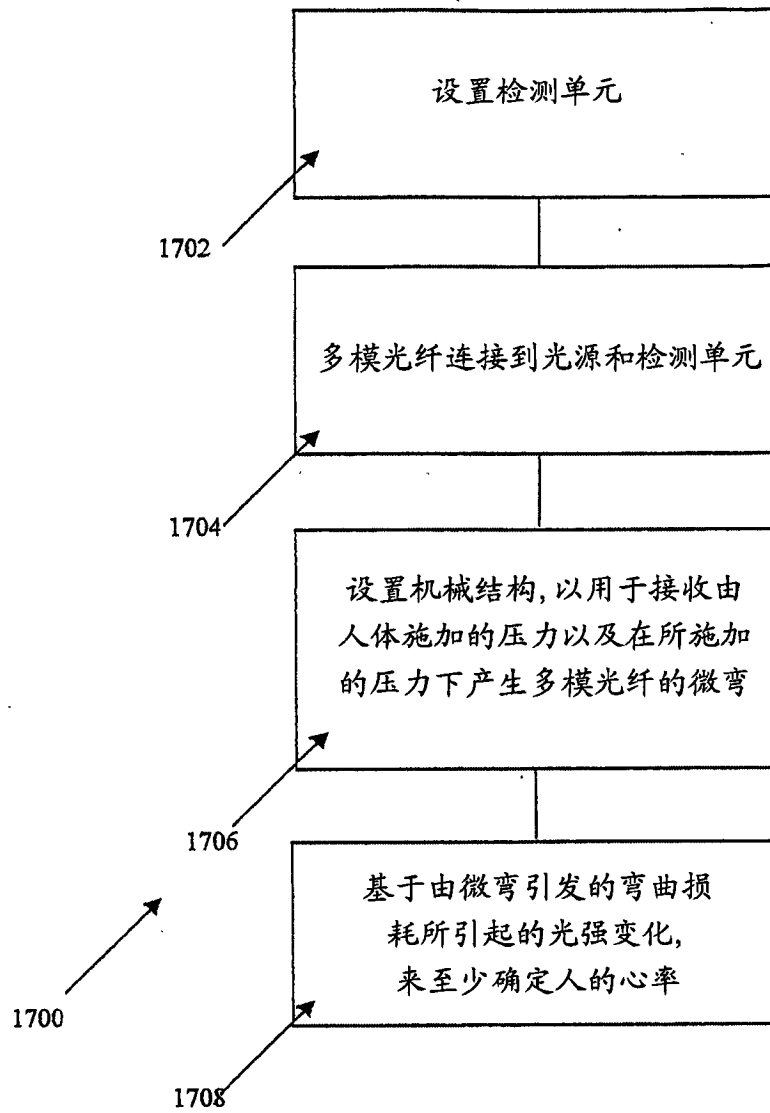 设置检测单元
1702
多模光纤连接到光源和检测单元
1704
设置机械结构,以用于接收由
人体施加的压力以及在所施加
的压力下产生多模光纤的微弯
1706
基于由微弯引发的弯曲损
耗所引起的光强变化,
来至少确定人的心率
1700
1708